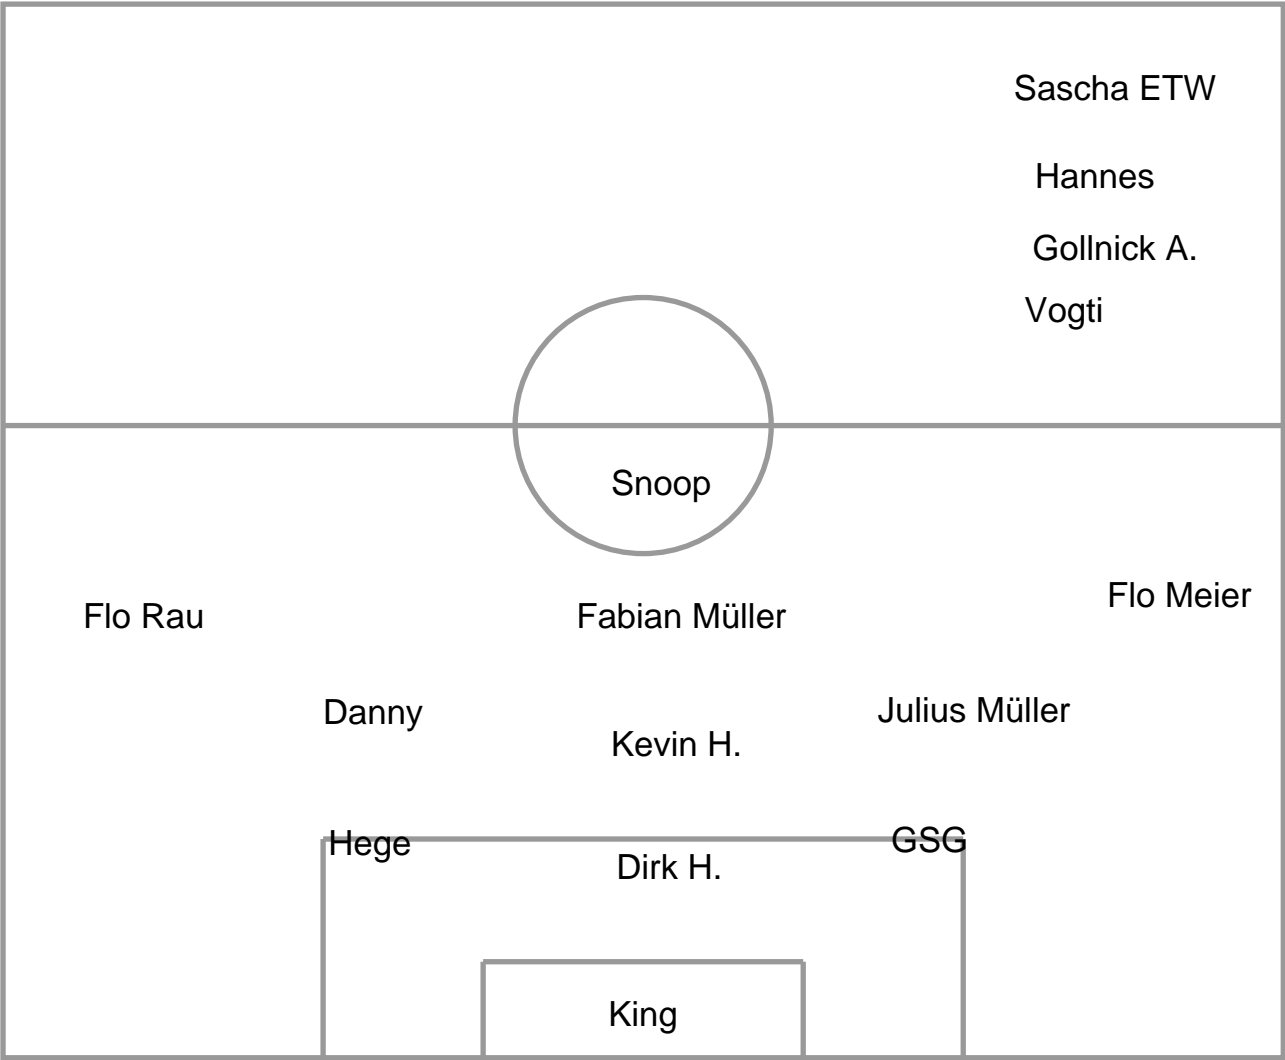 Sascha ETW
Hannes
Gollnick A.
Vogti
Snoop
Flo Rau
Fabian Müller
Flo Meier
Danny
Kevin H.
Julius Müller
Hege
Dirk H.
GSG
King